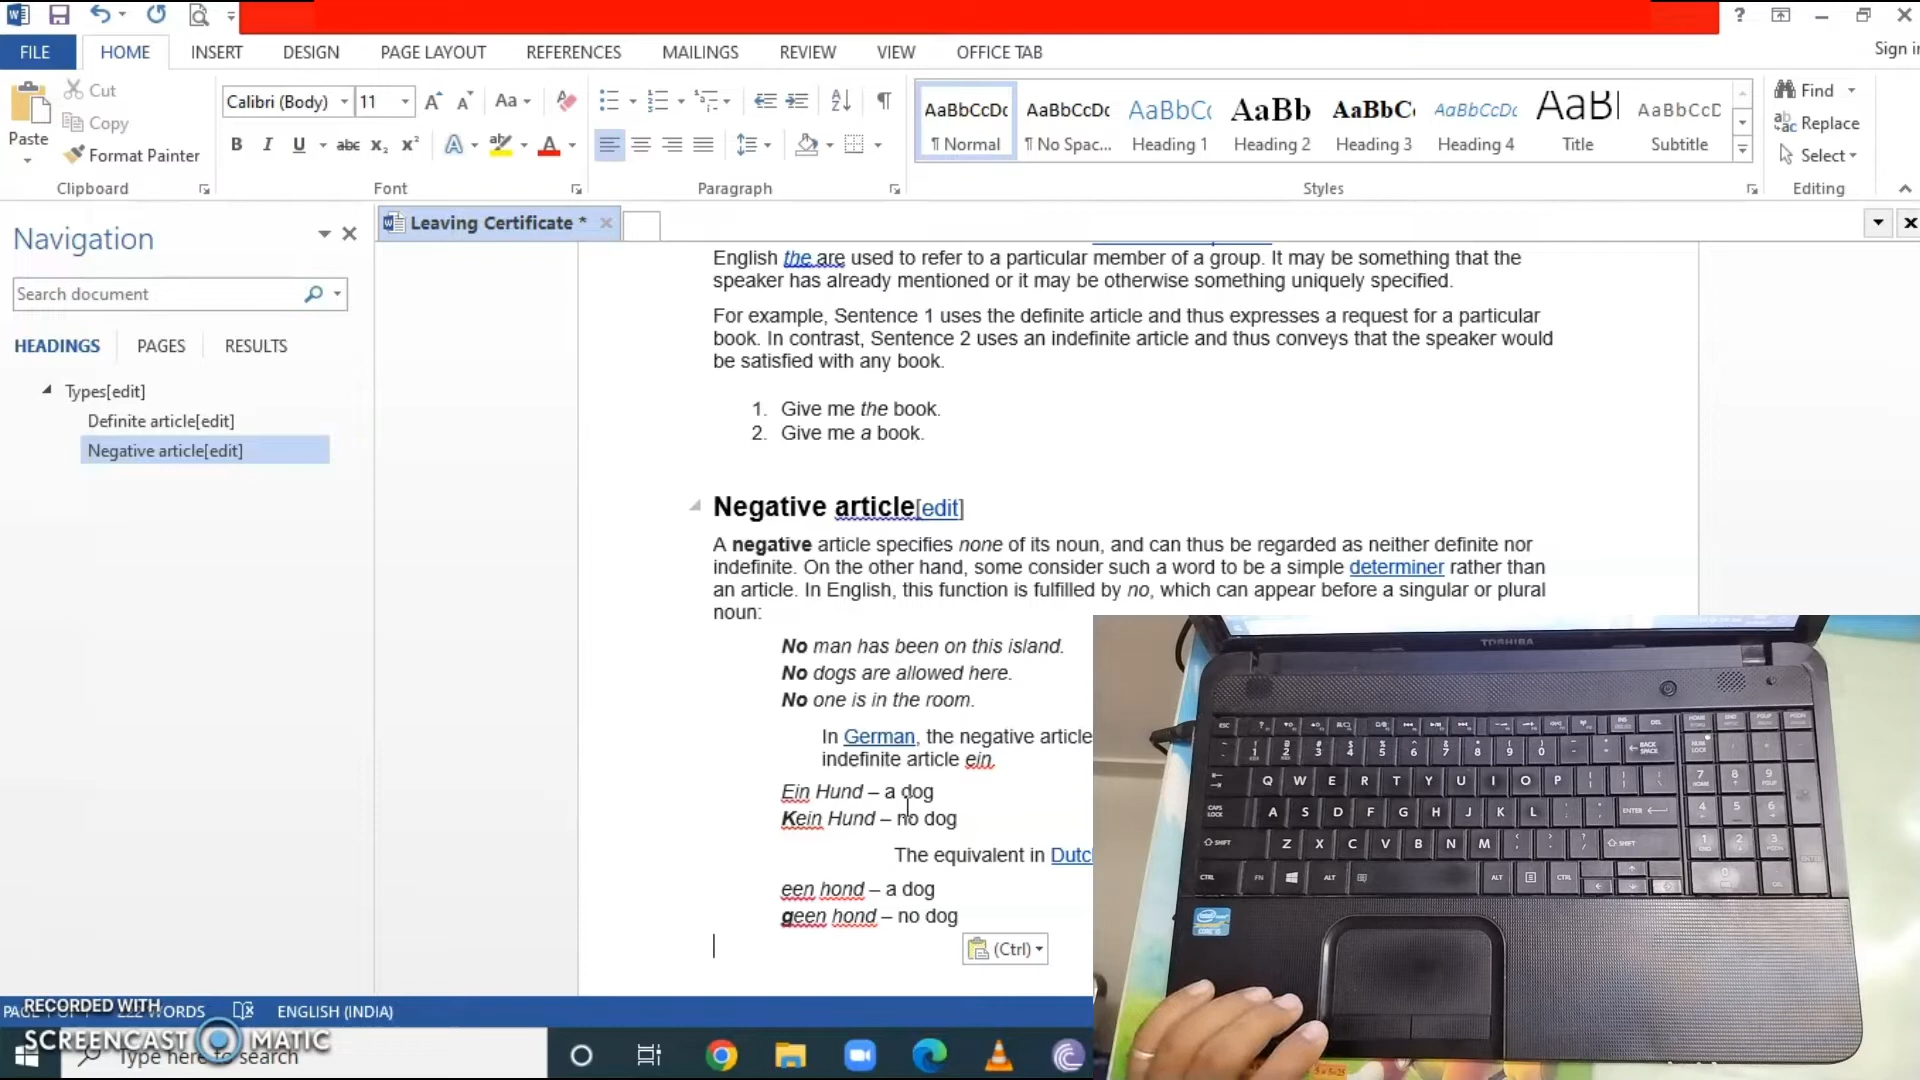 FILE
HOME
INSERT
DESIGN
PAGE LAYOUT
REFERENCES
MAILINGS
REVIEW
VIEW
OFFICE TAB
Sign in
Paste
Cut
Copy
Format Painter
Clipboard
Calibri (Body)
11
Font
Paragraph
AaBbCcDc
¶ Normal
AaBbCcDc
¶ No Spac...
AaBbC(
Heading 1
AaBb
Heading 2
AaBbC(
Heading 3
AaBbCcDc
Heading 4
AaBl
Title
AaBbCcD
Subtitle
Styles
Find
Replace
Select
Editing
Navigation
Leaving Certificate *
Search document
HEADINGS
PAGES
RESULTS
Types[edit]
Definite article[edit]
Negative article[edit]
English the are used to refer to a particular member of a group. It may be something that the
speaker has already mentioned or it may be otherwise something uniquely specified.
For example, Sentence 1 uses the definite article and thus expresses a request for a particular
book. In contrast, Sentence 2 uses an indefinite article and thus conveys that the speaker would
be satisfied with any book.
1. Give me the book.
2. Give me a book.
Negative article[edit]
A negative article specifies none of its noun, and can thus be regarded as neither definite nor
indefinite. On the other hand, some consider such a word to be a simple determiner rather than
an article. In English, this function is fulfilled by no, which can appear before a singular or plural
noun:
No man has been on this island.
No dogs are allowed here.
No one is in the room.
In German, the negative article
indefinite article ein.
Ein Hund – a dog
Kein Hund – no dog
The equivalent in Dutc
een hond – a dog
geen hond – no dog
(Ctrl)
WORDS
ENGLISH (INDIA)
RECORDED WITH
SCREENCAST MATIC
Type here to search
TOSHIBA
Q W E R T Y U I O P
A S D F G H J K L
Z X C V B N M